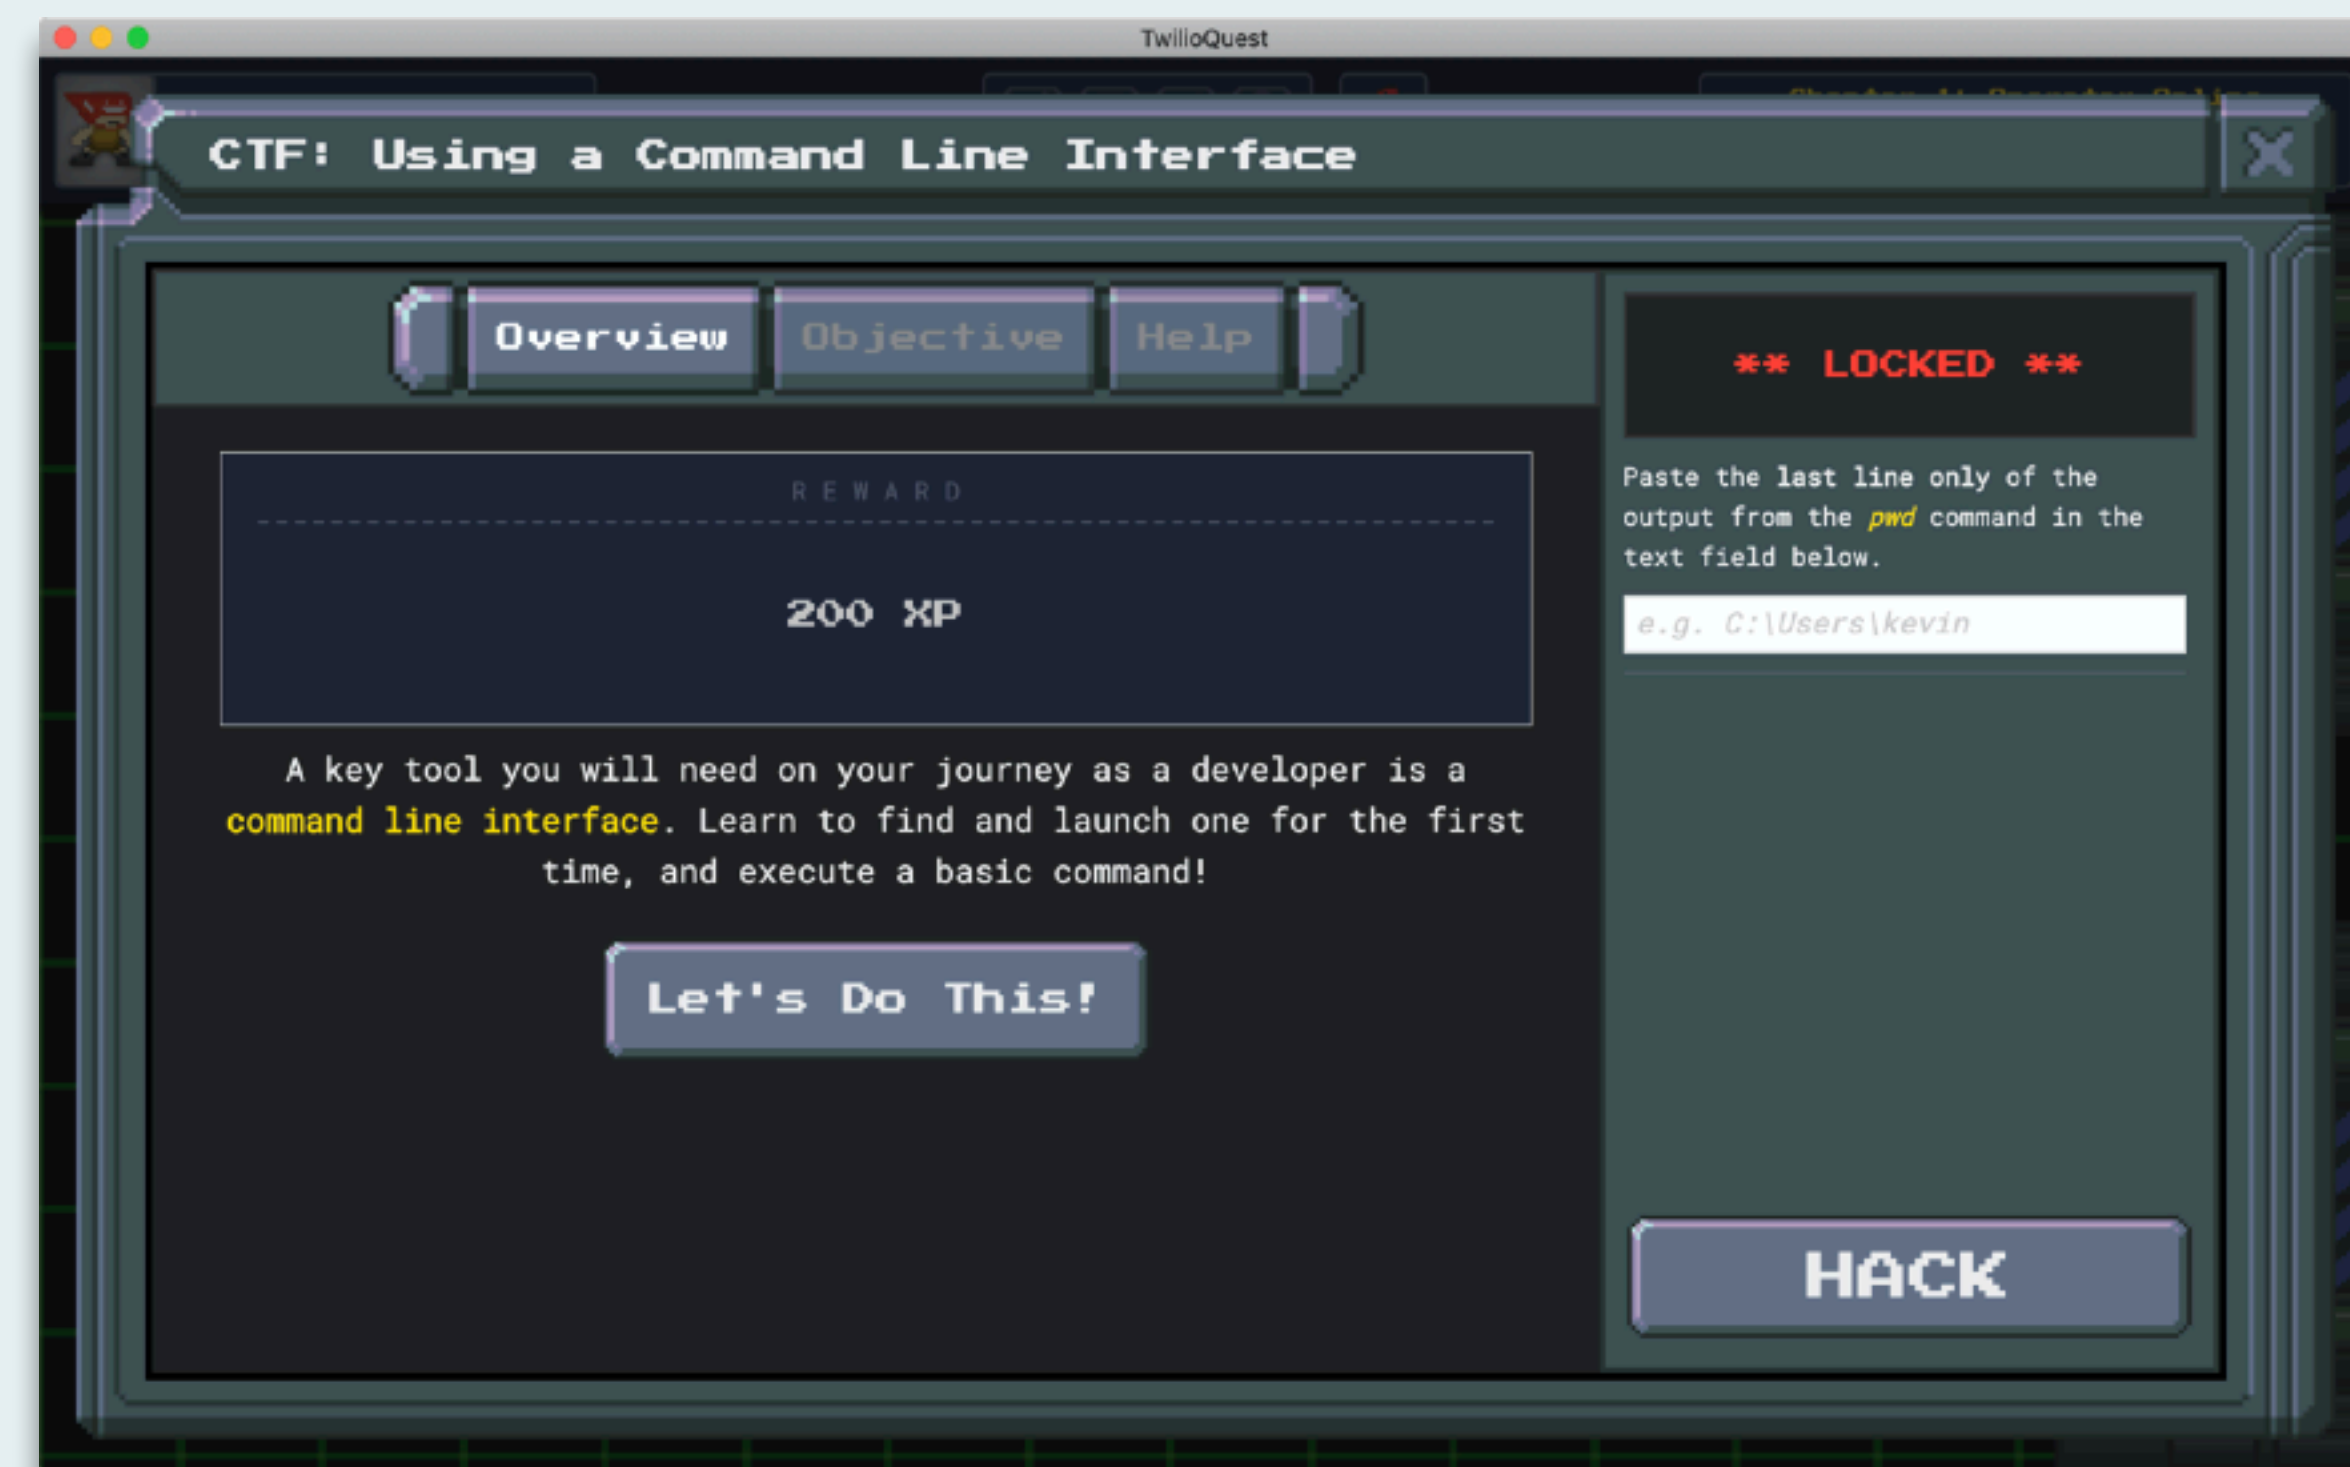 TwilioQuest
CTF: Using a Command Line Interface
Overview Objective Help
REWARD
200 XP
A key tool you will need on your journey as a developer is a
command line interface. Learn to find and launch one for the first
time, and execute a basic command!
Let's Do This!
** LOCKED **
Paste the last line only of the
output from the pwd command in the
text field below.
e.g. C:\Users\kevin
HACK